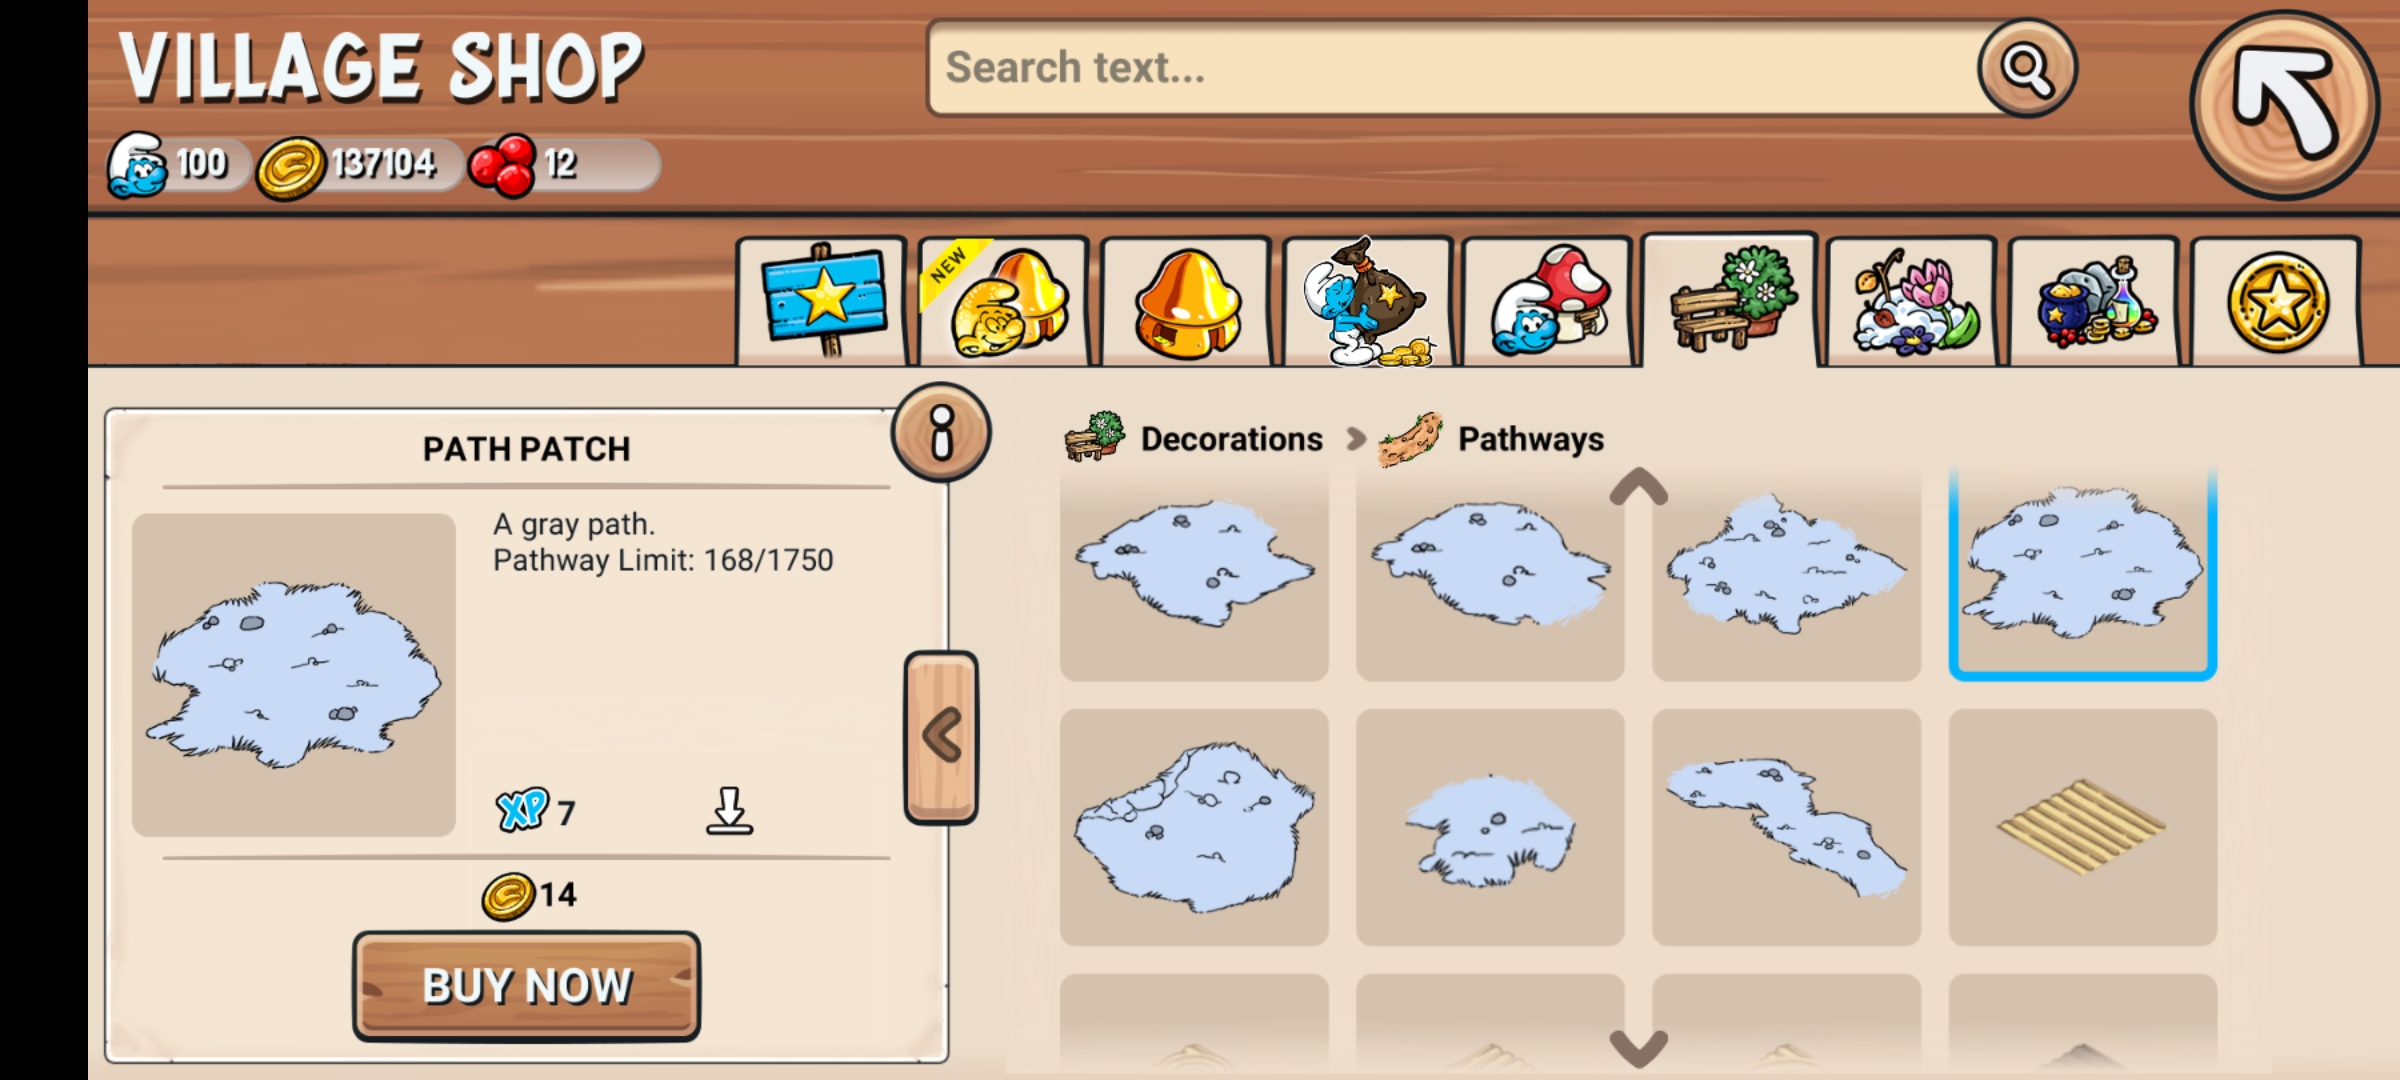 VILLAGE SHOP
Search text...
100
137104
12
NEW
PATH PATCH
A gray path.
Pathway Limit: 168/1750
XP 7
14
BUY NOW
Decorations
Pathways